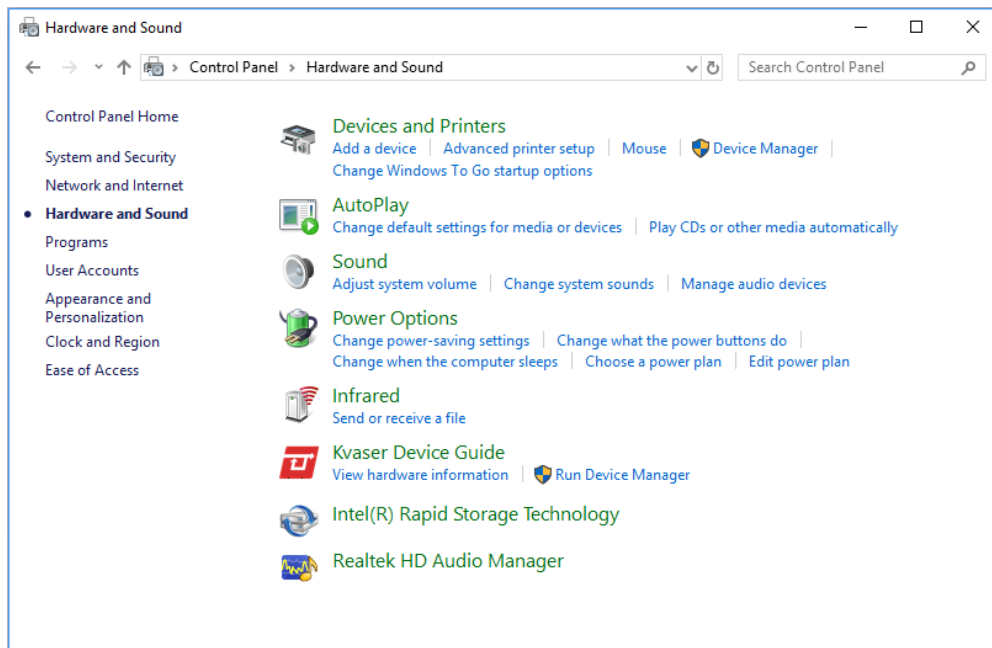 Hardware and Sound
Control Panel > Hardware and Sound
Search Control Panel
Control Panel Home
System and Security
Network and Internet
Hardware and Sound
Programs
User Accounts
Appearance and
Personalization
Clock and Region
Ease of Access
Devices and Printers
Add a device | Advanced printer setup | Mouse | Device Manager |
Change Windows To Go startup options
AutoPlay
Change default settings for media or devices | Play CDs or other media automatically
Sound
Adjust system volume | Change system sounds | Manage audio devices
Power Options
Change power-saving settings | Change what the power buttons do |
Change when the computer sleeps | Choose a power plan | Edit power plan
Infrared
Send or receive a file
Kvaser Device Guide
View hardware information | Run Device Manager
Intel(R) Rapid Storage Technology
Realtek HD Audio Manager